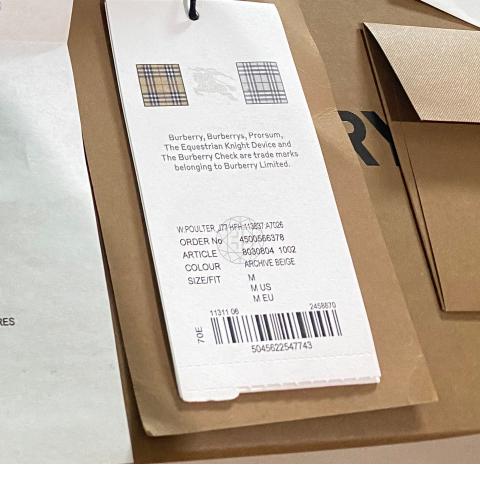 Burberry, Burberrys, Prorsum,
The Equestrian Knight Device and
The Burberry Check are trade marks
belonging to Burberry Limited.
W.POULTER J77 HFH 113837 A7026
ORDER No 4500566378
ARTICLE 8030804 1002
COLOUR ARCHIVE BEIGE
SIZE/FIT M
M US
M EU
11311 06 2458670
70E
5045622547743
RY
RES